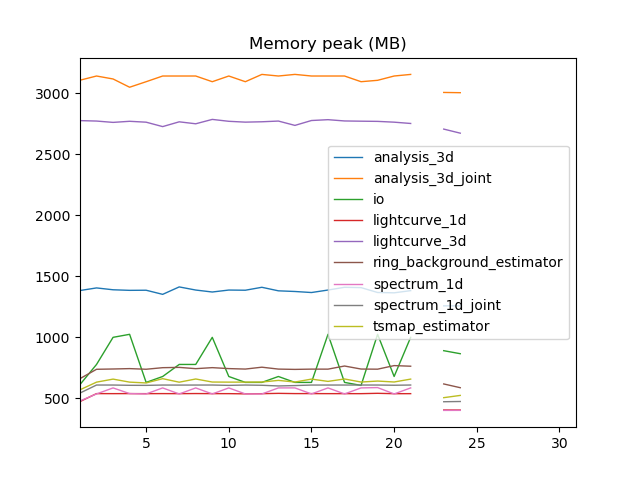 Memory peak (MB)
3000
2500
2000
1500
1000
500
analysis_3d
analysis_3d_joint
io
lightcurve_1d
lightcurve_3d
ring_background_estimator
spectrum_1d
spectrum_1d_joint
tsmap_estimator
5 10 15 20 25 30